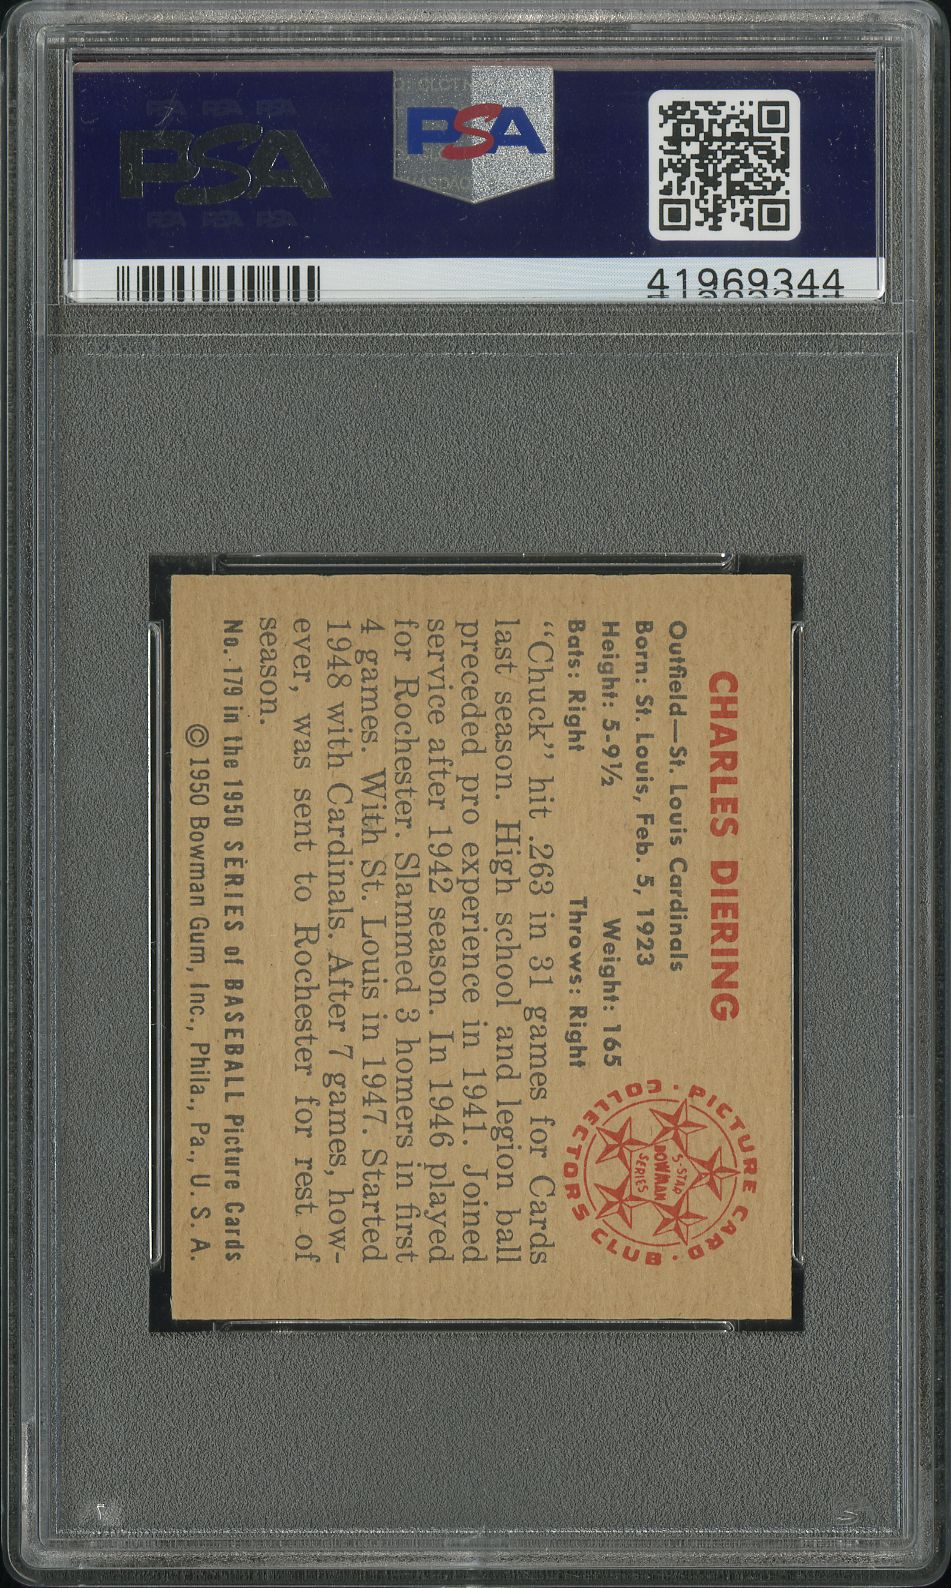 PSA
PSA
41969344
CHARLES DIERING
Outfield—St. Louis Cardinals
Born: St. Louis, Feb. 5, 1923
Height: 5-9½ Weight: 165
Bats: Right Throws: Right
"Chuck" hit .263 in 31 games for Cards
last season. High school and legion ball
preceded pro experience in 1941. Joined
service after 1942 season. In 1946 played
for Rochester. Slammed 3 homers in first
4 games. With St. Louis in 1947. Started
1948 with Cardinals. After 7 games, how-
ever, was sent to Rochester for rest of
season.
No. 179 in the 1950 SERIES of BASEBALL Picture Cards
© 1950 Bowman Gum, Inc., Phila., Pa., U. S. A.
· PICTURE CARD ·
COLLECTORS CLUB
5-STAR
BOWMAN
SERIES